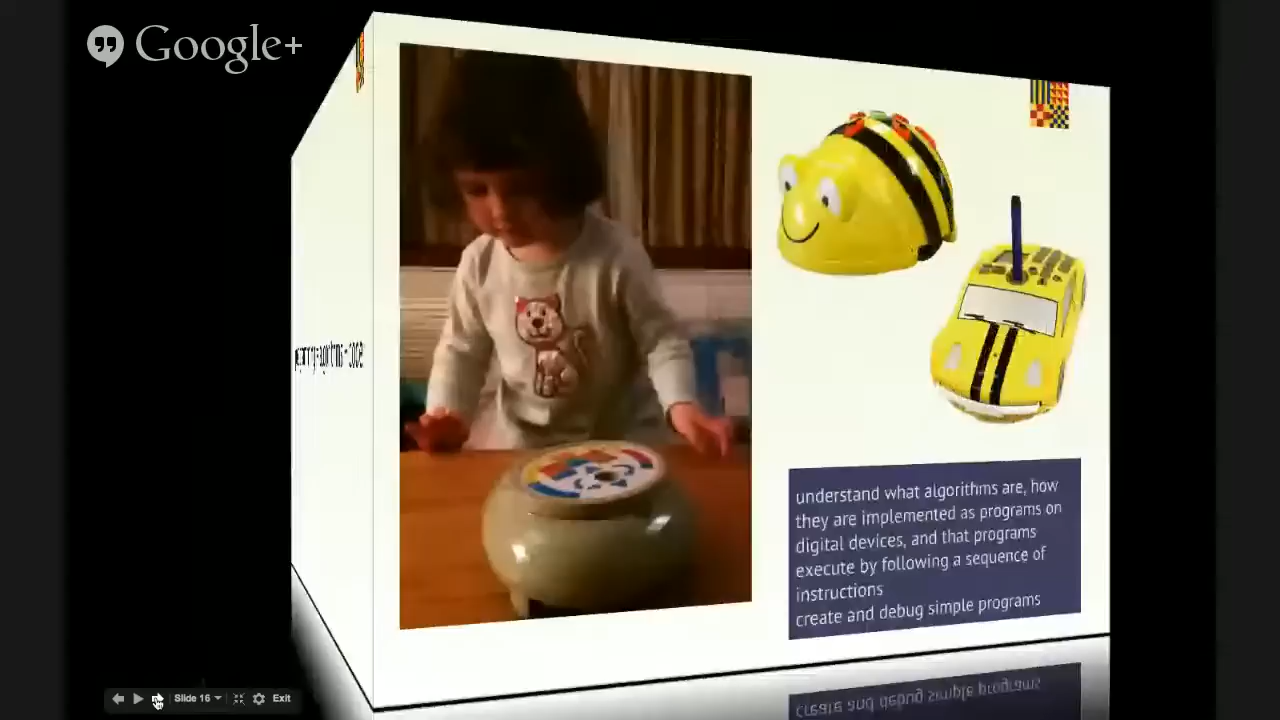 Google+
understand what algorithms are, how
they are implemented as programs on
digital devices, and that programs
execute by following a sequence of
instructions
create and debug simple programs
Slide 16
Exit